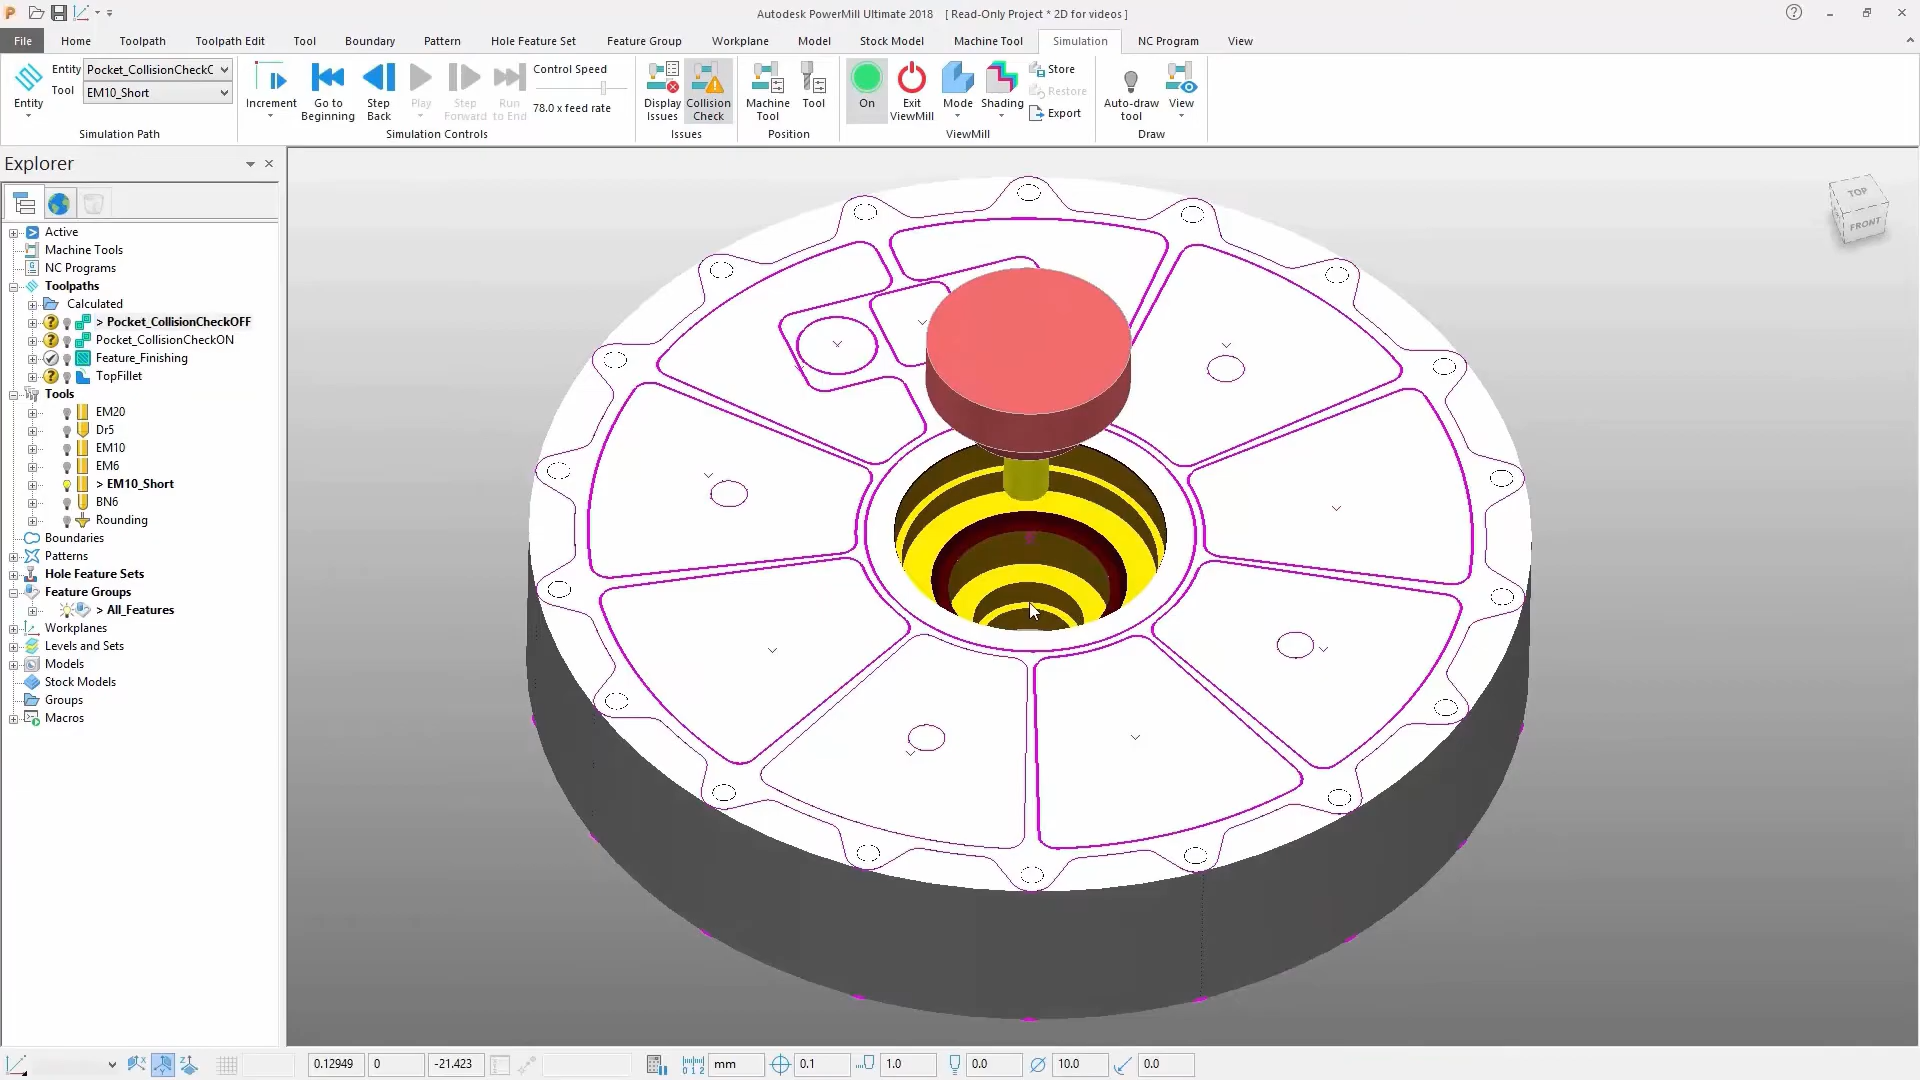 Autodesk PowerMill Ultimate 2018 [ Read-Only Project * 2D for videos ]
File Home Toolpath Toolpath Edit Tool Boundary Pattern Hole Feature Set Feature Group Workplane Model Stock Model Machine Tool Simulation NC Program View
Entity Pocket_CollisionCheckC
Tool EM10_Short
Entity
Simulation Path
Increment
Go to Beginning
Step Back
Play
Step Forward
Run to End
Control Speed
78.0 x feed rate
Simulation Controls
Display Issues
Collision Check
Issues
Machine Tool
Tool
Position
On
Exit ViewMill
Mode
Shading
Store
Restore
Export
ViewMill
Auto-draw tool
View
Draw
Explorer
Active
Machine Tools
NC Programs
Toolpaths
Calculated
> Pocket_CollisionCheckOFF
Pocket_CollisionCheckON
Feature_Finishing
TopFillet
Tools
EM20
Dr5
EM10
EM6
> EM10_Short
BN6
Rounding
Boundaries
Patterns
Hole Feature Sets
Feature Groups
> All_Features
Workplanes
Levels and Sets
Models
Stock Models
Groups
Macros
TOP
FRONT
0.12949 0 -21.423 mm 0.1 1.0 0.0 10.0 0.0